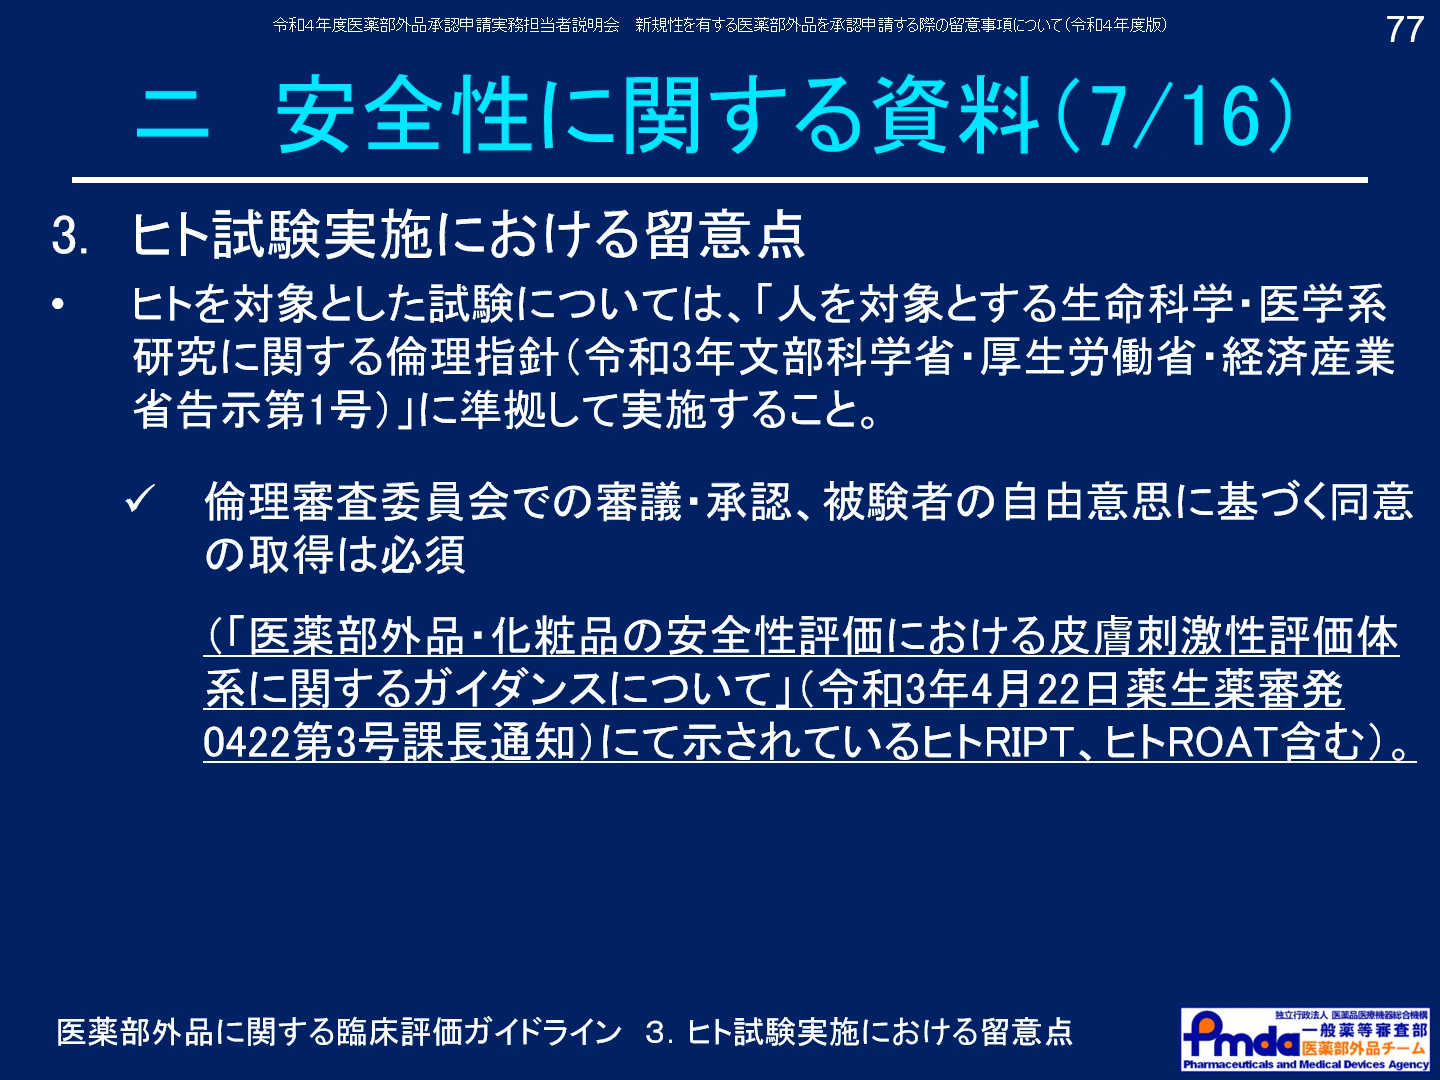 令和4年度医薬部外品承認申請実務担当者説明会　新規性を有する医薬部外品を承認申請する際の留意事項について（令和4年度版）
77
ニ　安全性に関する資料（7/16）
3.　ヒト試験実施における留意点
•　ヒトを対象とした試験については、「人を対象とする生命科学・医学系
研究に関する倫理指針（令和3年文部科学省・厚生労働省・経済産業
省告示第1号）」に準拠して実施すること。
✓　倫理審査委員会での審議・承認、被験者の自由意思に基づく同意
の取得は必須
（「医薬部外品・化粧品の安全性評価における皮膚刺激性評価体
系に関するガイダンスについて」（令和3年4月22日薬生薬審発
0422第3号課長通知）にて示されているヒトRIPT、ヒトROAT含む）。
医薬部外品に関する臨床評価ガイドライン　3．ヒト試験実施における留意点
独立行政法人 医薬品医療機器総合機構
Pmda 一般薬等審査部
医薬部外品チーム
Pharmaceuticals and Medical Devices Agency